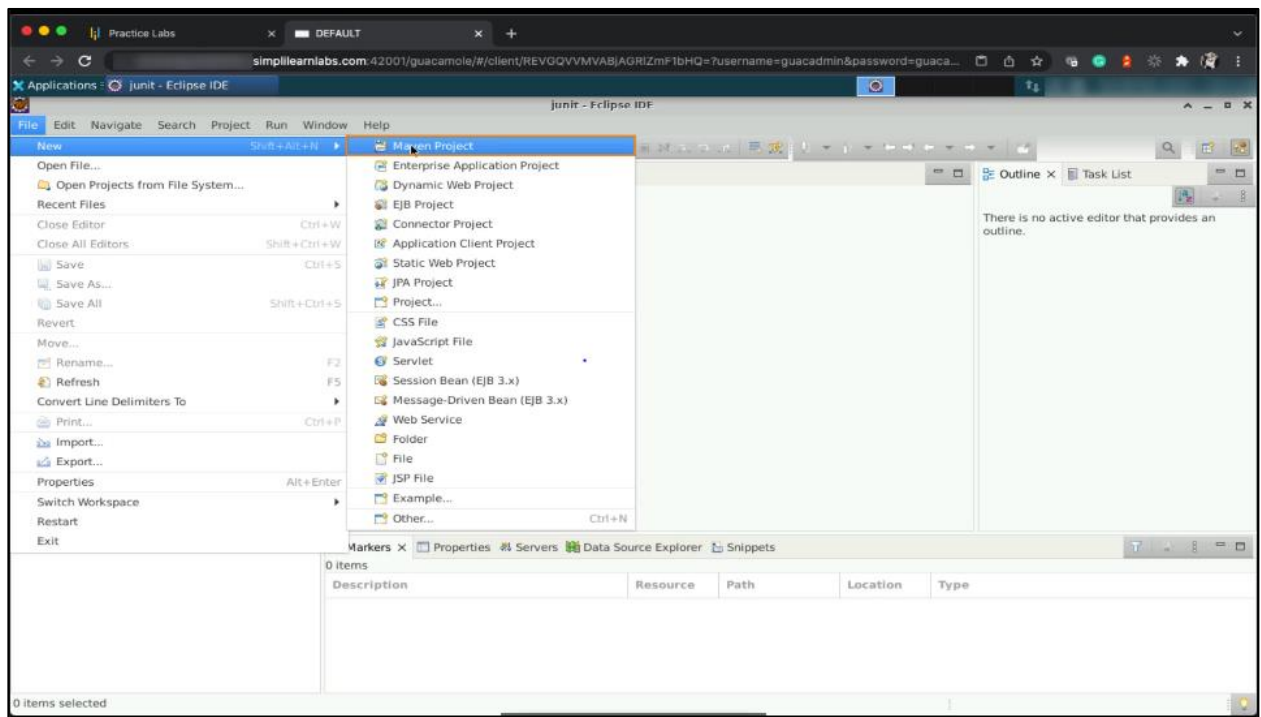 Practice Labs × DEFAULT × +
simplilearnlabs.com:42001/guacamole/#/client/
Applications junit - Eclipse IDE
junit - Eclipse IDE
File Edit Navigate Search Project Run Window Help
New Shift+Alt+N
Open File...
Open Projects from File System...
Recent Files
Close Editor Ctrl+W
Close All Editors Shift+Ctrl+W
Save Ctrl+S
Save As...
Save All Shift+Ctrl+S
Revert
Move...
Rename... F2
Refresh F5
Convert Line Delimiters To
Print... Ctrl+P
Import...
Export...
Properties Alt+Enter
Switch Workspace
Restart
Exit
Maven Project
Enterprise Application Project
Dynamic Web Project
EJB Project
Connector Project
Application Client Project
Static Web Project
JPA Project
Project...
CSS File
JavaScript File
Servlet
Session Bean (EJB 3.x)
Message-Driven Bean (EJB 3.x)
Web Service
Folder
File
JSP File
Example...
Other... Ctrl+N
Outline × Task List
There is no active editor that provides an
outline.
Markers × Properties Servers Data Source Explorer Snippets
0 items
Description Resource Path Location Type
0 items selected